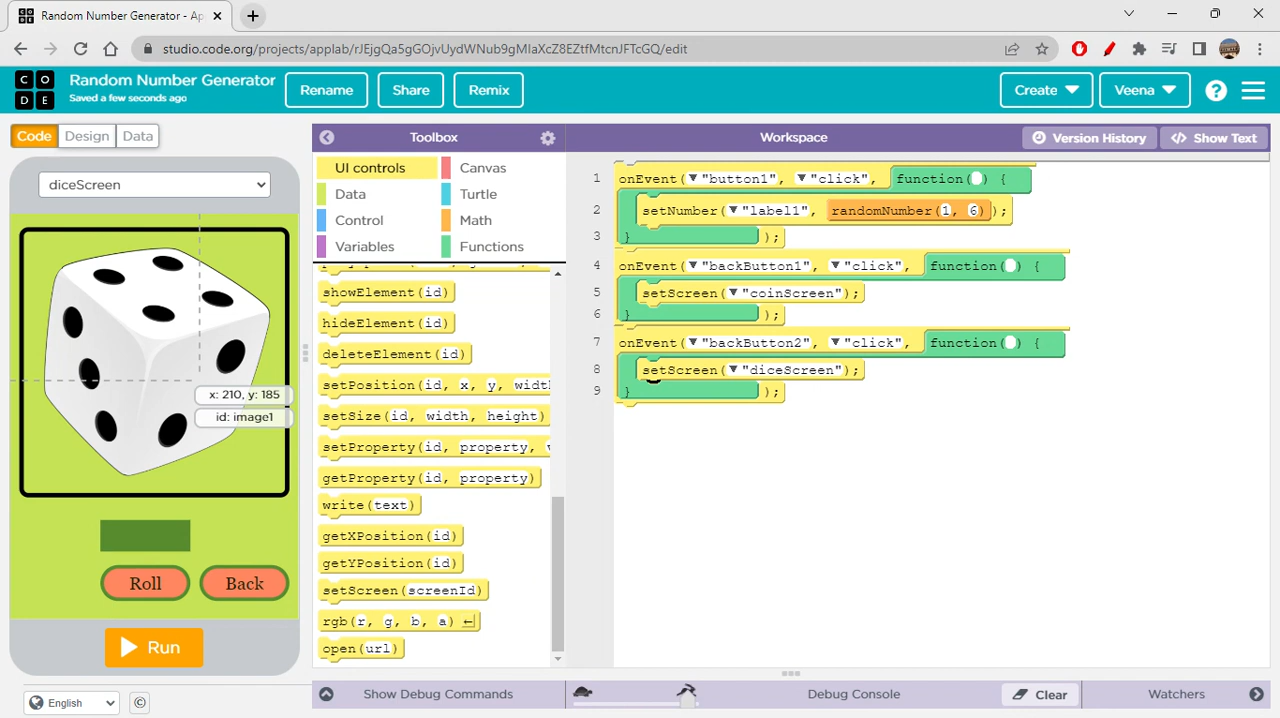 Random Number Generator - Ap
studio.code.org/projects/applab/rJEjgQa5gGOjvUydWNub9gMIaXcZ8EZtfMtcnJFTcGQ/edit
C O D E
Random Number Generator
Saved a few seconds ago
Rename
Share
Remix
Create
Veena
?
Code
Design
Data
Toolbox
Workspace
Version History
Show Text
diceScreen
UI controls
Canvas
Data
Turtle
Control
Math
Variables
Functions
showElement(id)
hideElement(id)
deleteElement(id)
setPosition(id, x, y, width
setSize(id, width, height)
setProperty(id, property,
getProperty(id, property)
write(text)
getXPosition(id)
getYPosition(id)
setScreen(screenId)
rgb(r, g, b, a)
open(url)
1 onEvent("button1", "click", function() {
2 setNumber("label1", randomNumber(1, 6));
3 } );
4 onEvent("backButton1", "click", function() {
5 setScreen("coinScreen");
6 } );
7 onEvent("backButton2", "click", function() {
8 setScreen("diceScreen");
9 } );
x: 210, y: 185
id: image1
Roll
Back
Run
English
©
Show Debug Commands
Debug Console
Clear
Watchers